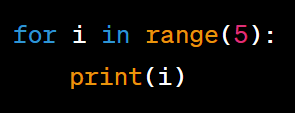 for i in range(5):
    print(i)